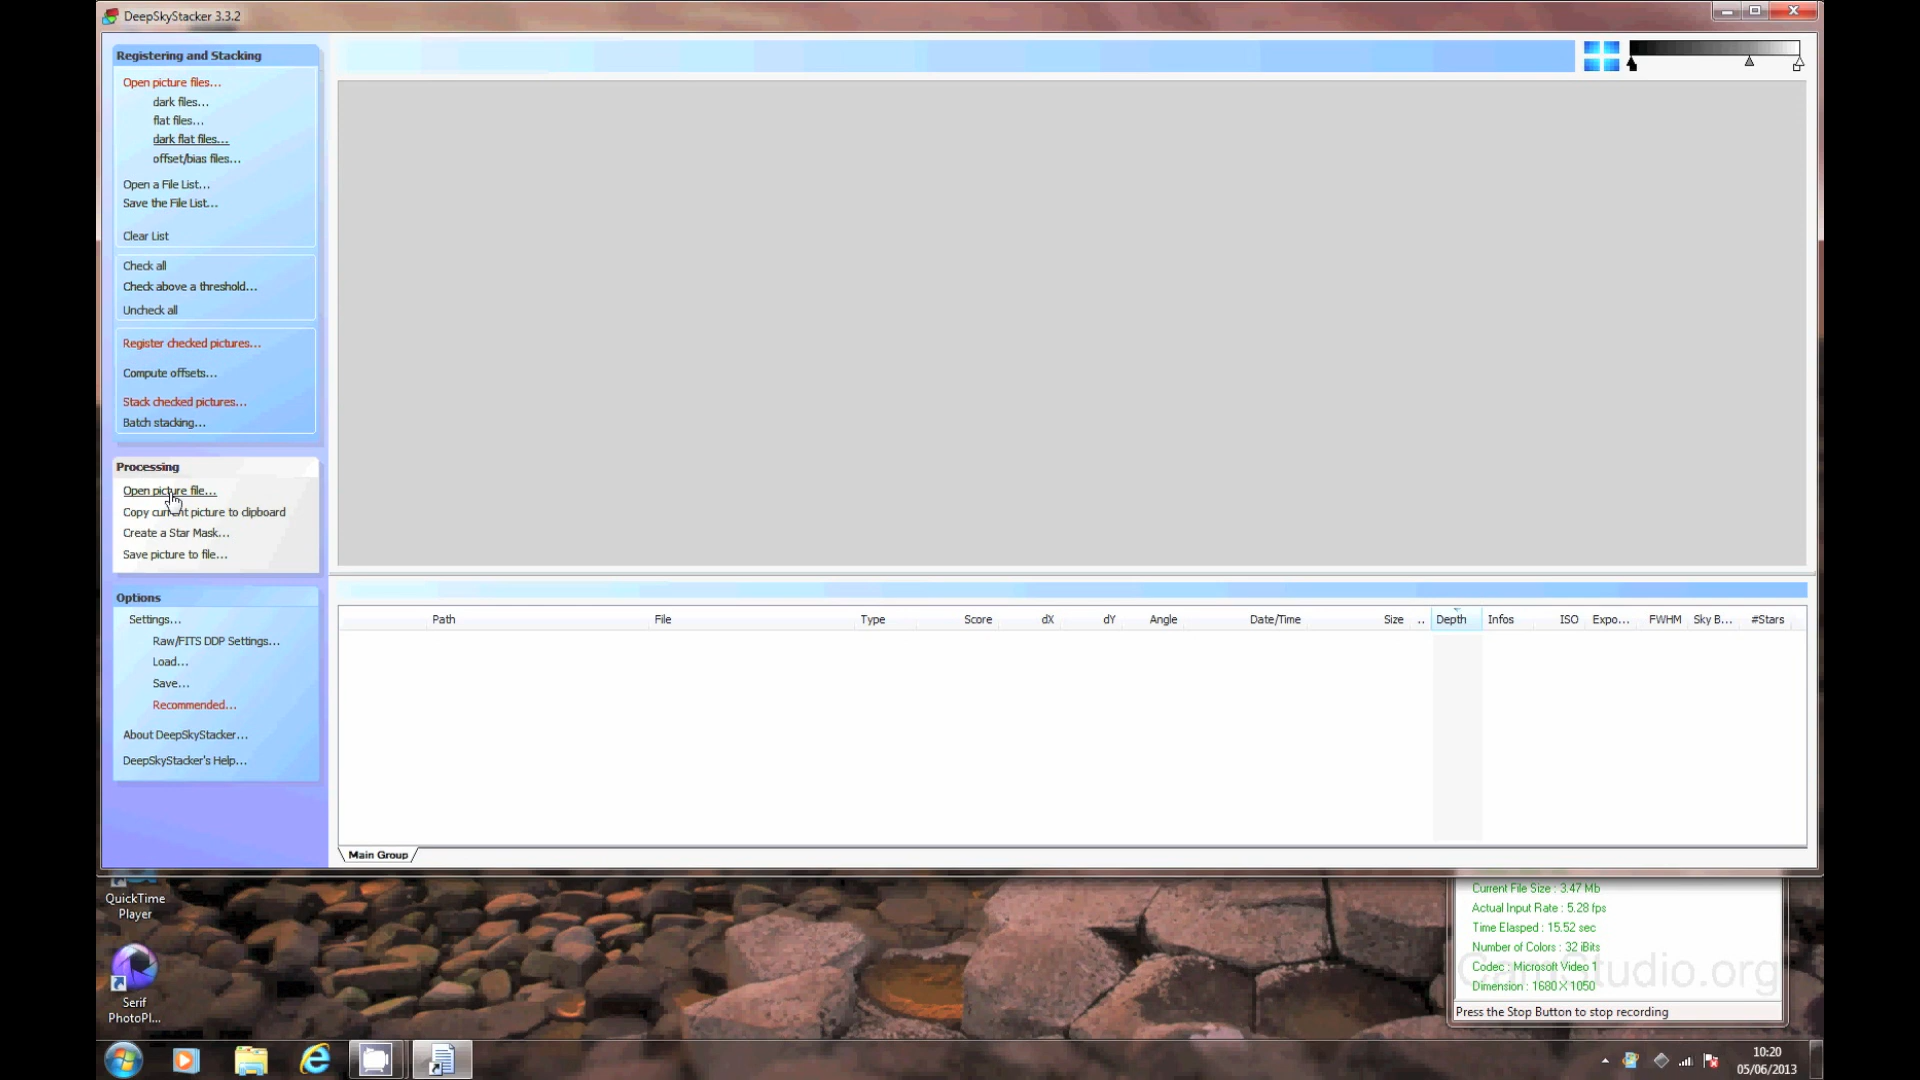 DeepSkyStacker 3.3.2
Registering and Stacking
Open picture files...
dark files...
flat files...
dark flat files...
offset/bias files...
Open a File List...
Save the File List...
Clear List
Check all
Check above a threshold...
Uncheck all
Register checked pictures...
Compute offsets...
Stack checked pictures...
Batch stacking...
Processing
Open picture file...
Copy current picture to clipboard
Create a Star Mask...
Save picture to file...
Options
Settings...
Raw/FITS DDP Settings...
Load...
Save...
Recommended...
About DeepSkyStacker...
DeepSkyStacker's Help...
Path File Type Score dX dY Angle Date/Time Size .. Depth Infos ISO Expo... FWHM Sky B... #Stars
Main Group
QuickTime
Player
Serif
PhotoPl...
Current File Size : 3.47 Mb
Actual Input Rate : 5.28 fps
Time Elasped : 15.52 sec
Number of Colors : 32 iBits
Codec : Microsoft Video 1
Dimension : 1680 X 1050
CamStudio.org
Press the Stop Button to stop recording
10:20
05/06/2013